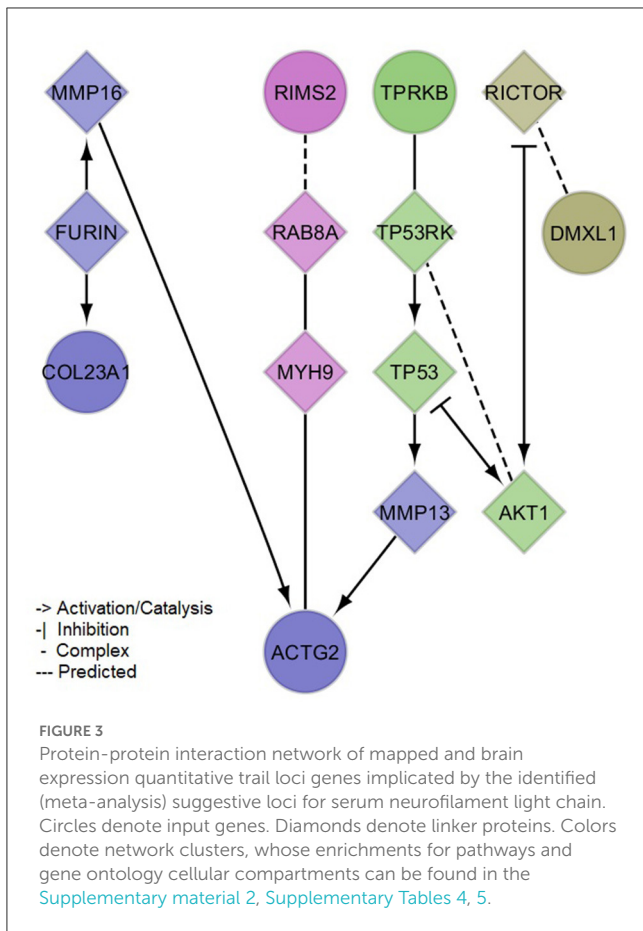 MMP16
RIMS2
TPRKB
RICTOR
FURIN
RAB8A
TP53RK
DMXL1
COL23A1
MYH9
TP53
MMP13
AKT1
ACTG2
-> Activation/Catalysis
-| Inhibition
- Complex
--- Predicted
FIGURE 3
Protein-protein interaction network of mapped and brain
expression quantitative trail loci genes implicated by the identified
(meta-analysis) suggestive loci for serum neurofilament light chain.
Circles denote input genes. Diamonds denote linker proteins. Colors
denote network clusters, whose enrichments for pathways and
gene ontology cellular compartments can be found in the
Supplementary material 2, Supplementary Tables 4, 5.